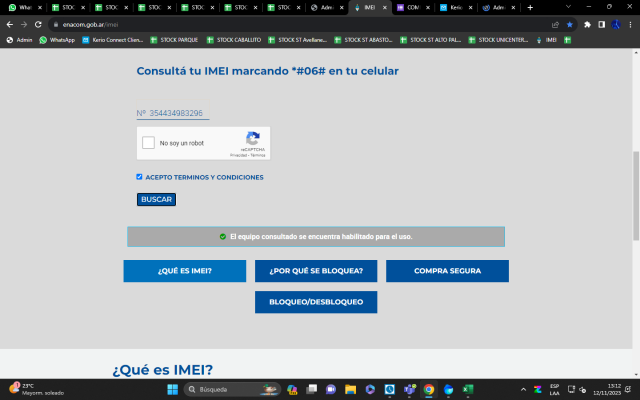 What STOC STOC STOC STOC STOC STOC Adm IMEI COM Kerio Admi
enacom.gob.ar/imei
Admin WhatsApp Kerio Connect Clien... STOCK PARQUE STOCK CABALLITO STOCK ST Avellane... STOCK ST ABASTO... STOCK ST ALTO PAL... STOCK UNICENTER... IMEI
Consultá tu IMEI marcando *#06# en tu celular
Nº 354434983296
No soy un robot
reCAPTCHA
Privacidad - Términos
ACEPTO TERMINOS Y CONDICIONES
BUSCAR
El equipo consultado se encuentra habilitado para el uso.
¿QUÉ ES IMEI? ¿POR QUÉ SE BLOQUEA? COMPRA SEGURA
BLOQUEO/DESBLOQUEO
¿Qué es IMEI?
23°C
Mayorm. soleado
Búsqueda
ESP
LAA
13:12
12/11/2023